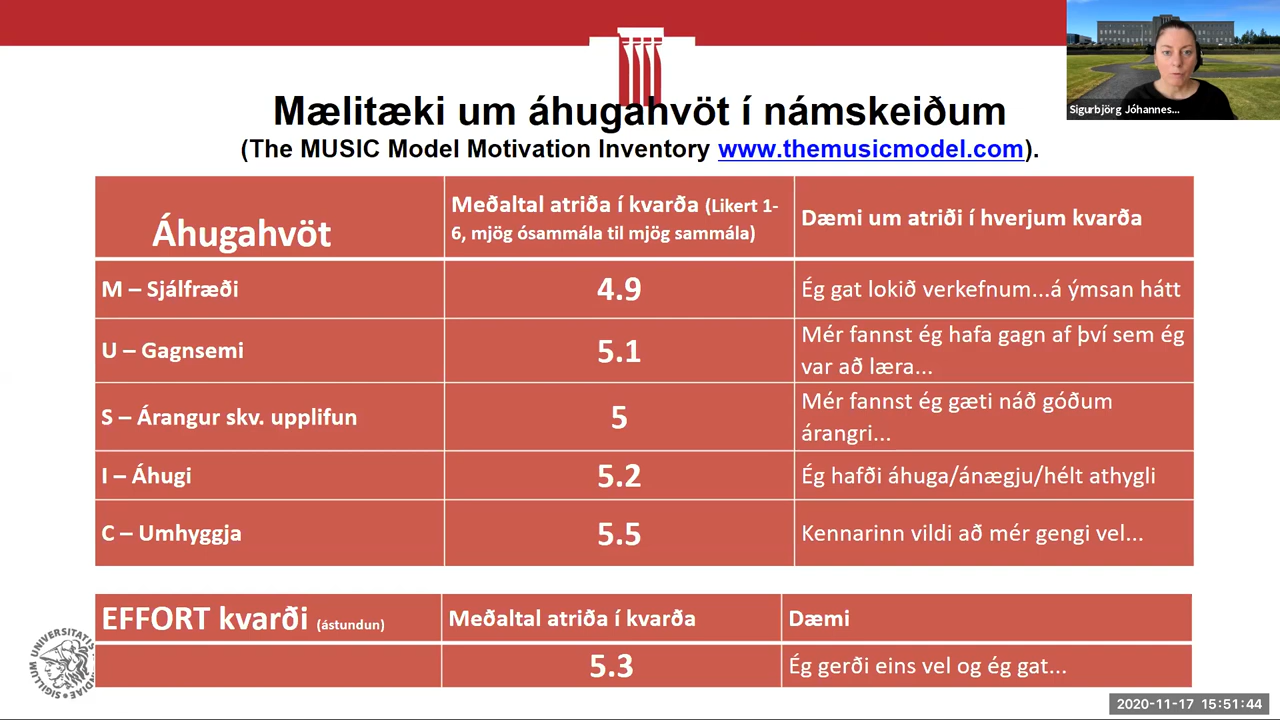 Sigurbjörg Jóhannes...
Mælitæki um áhugahvöt í námskeiðum
(The MUSIC Model Motivation Inventory www.themusicmodel.com).
Áhugahvöt
Meðaltal atriða í kvarða (Likert 1-
6, mjög ósammála til mjög sammála)
Dæmi um atriði í hverjum kvarða
M – Sjálfræði
4.9
Ég gat lokið verkefnum...á ýmsan hátt
U – Gagnsemi
5.1
Mér fannst ég hafa gagn af því sem ég
var að læra...
S – Árangur skv. upplifun
5
Mér fannst ég gæti náð góðum
árangri...
I – Áhugi
5.2
Ég hafði áhuga/ánægju/hélt athygli
C – Umhyggja
5.5
Kennarinn vildi að mér gengi vel...
EFFORT kvarði (ástundun)
Meðaltal atriða í kvarða
Dæmi
5.3
Ég gerði eins vel og ég gat...
SIGILLUM UNIVERSITATIS
2020-11-17 15:51:44